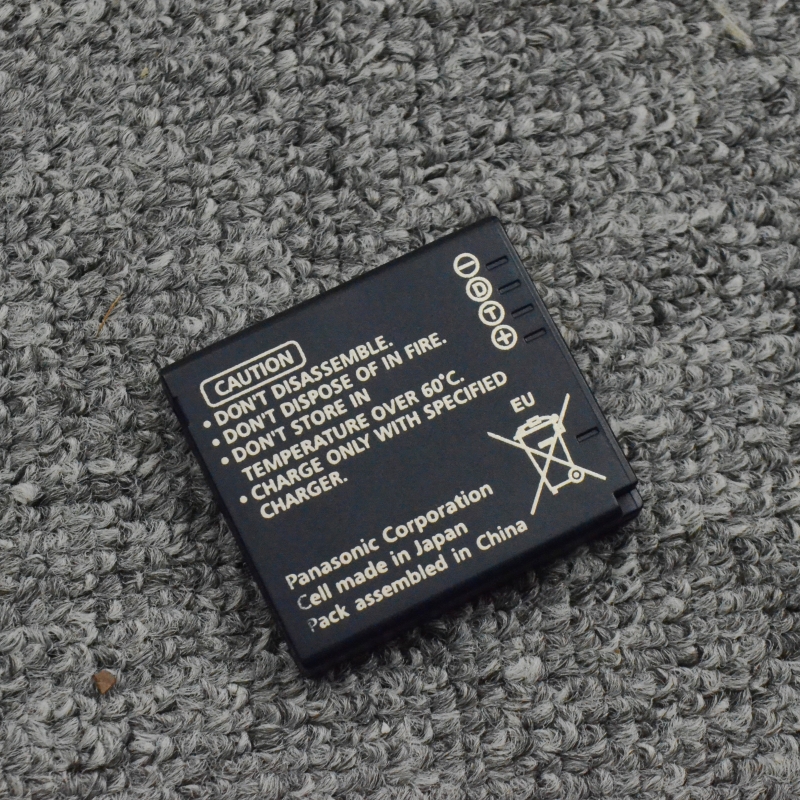 CAUTION
• DON'T DISASSEMBLE.
• DON'T DISPOSE OF IN FIRE.
• DON'T STORE IN
TEMPERATURE OVER 60°C.
• CHARGE ONLY WITH SPECIFIED
CHARGER.
Panasonic Corporation
Cell made in Japan
Pack assembled in China
−
D
T
+
EU